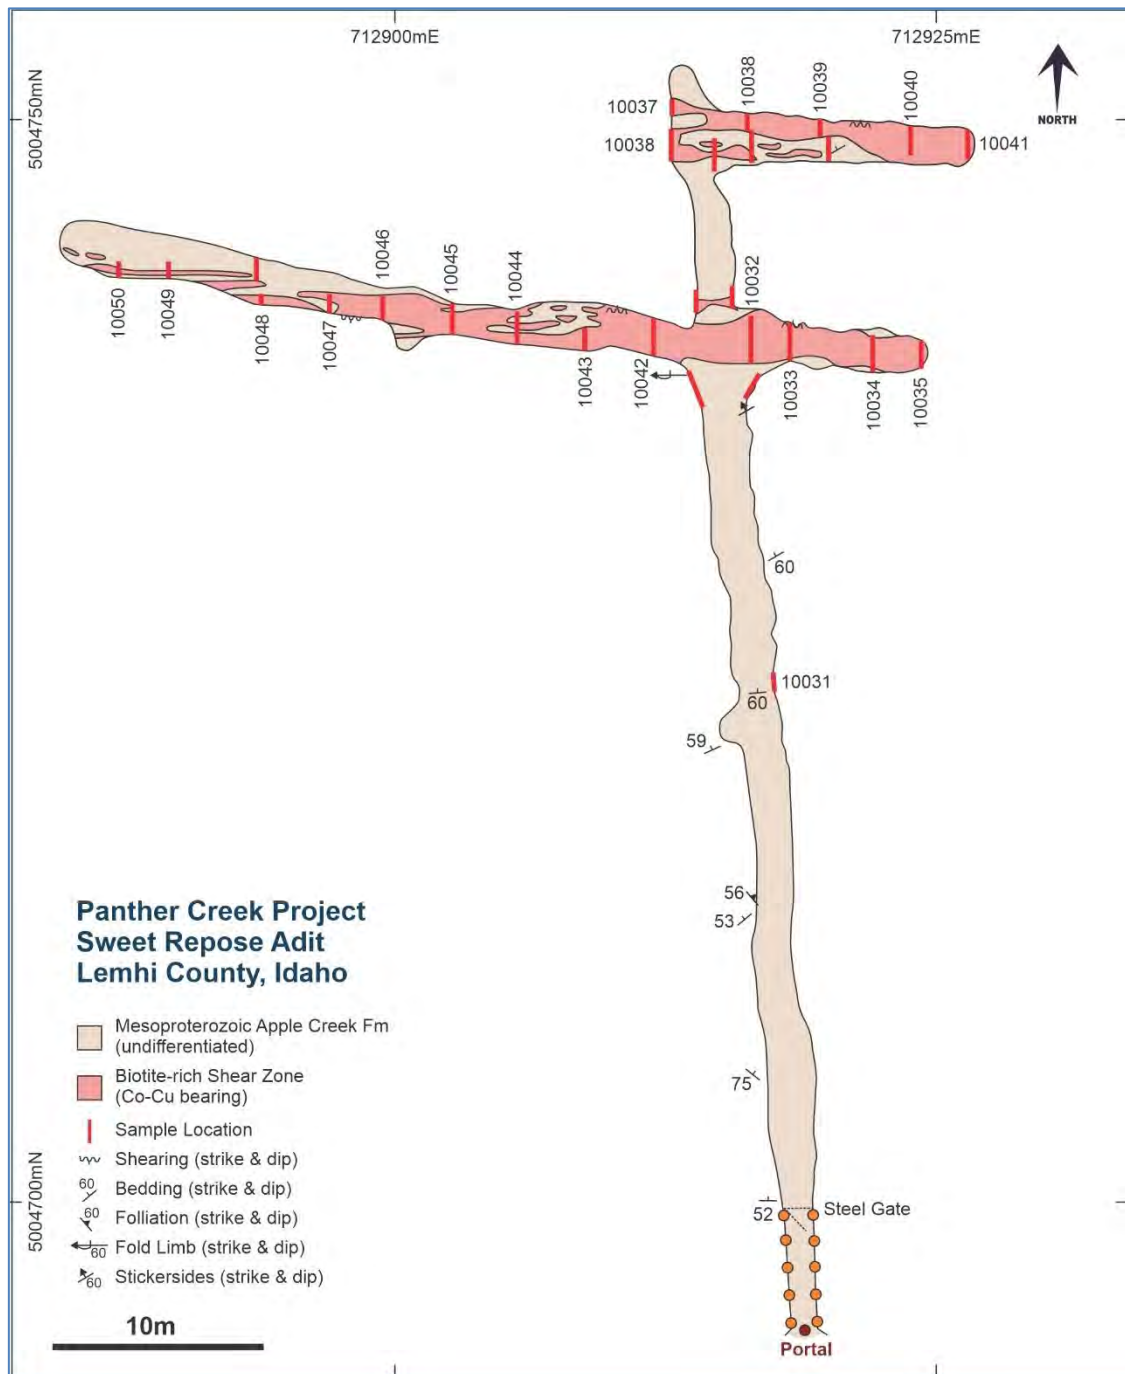 712900mE
712925mE
5004750mN
NORTH
10037
10038
10038
10039
10040
10041
10032
10046
10045
10044
10050
10049
10048
10047
10043
10042
10033
10034
10035
60
10031
60
59
56
53
75
52
Steel Gate
5004700mN
Panther Creek Project
Sweet Repose Adit
Lemhi County, Idaho
Mesoproterozoic Apple Creek Fm
(undifferentiated)
Biotite-rich Shear Zone
(Co-Cu bearing)
Sample Location
Shearing (strike & dip)
60
Bedding (strike & dip)
60
Folliation (strike & dip)
60
Fold Limb (strike & dip)
60
Stickersides (strike & dip)
10m
Portal